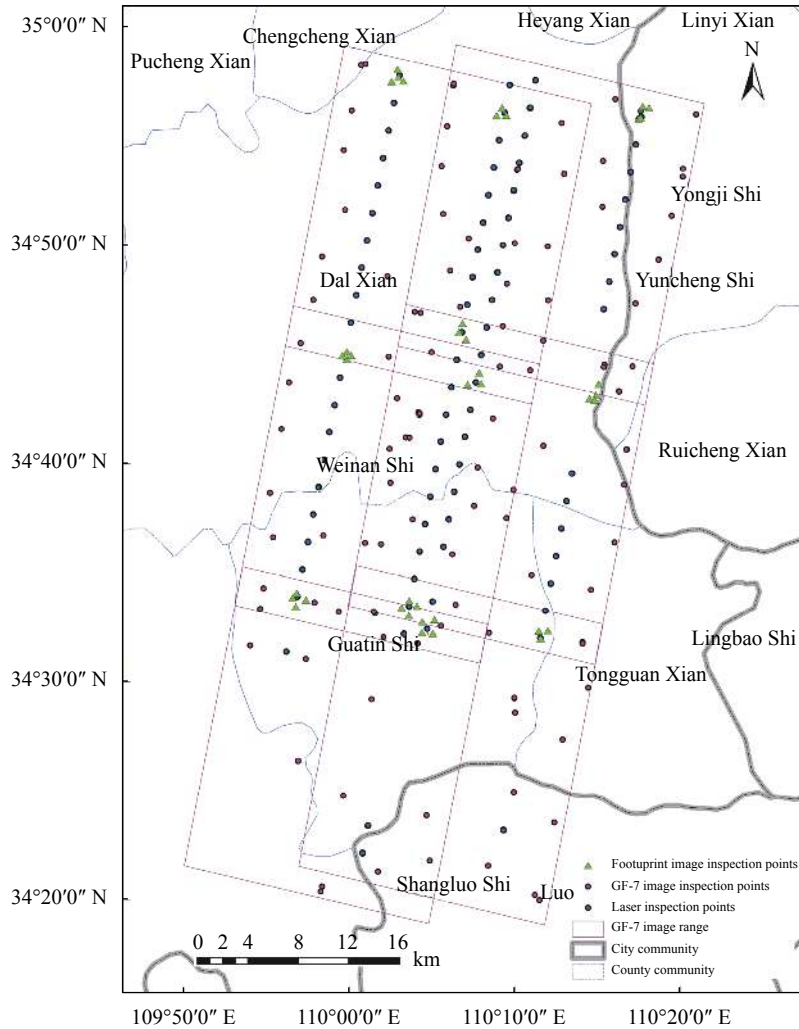 35°0′0″ N
Heyang Xian
Linyi Xian
Chengcheng Xian
Pucheng Xian
N
Yongji Shi
34°50′0″ N
Dal Xian
Yuncheng Shi
34°40′0″ N
Weinan Shi
Ruicheng Xian
Guatin Shi
Lingbao Shi
34°30′0″ N
Tongguan Xian
Footuprint image inspection points
GF-7 image inspection points
Shangluo Shi
Luo
34°20′0″ N
Laser inspection points
GF-7 image range
City community
County community
0 2 4 8 12 16
km
109°50′0″ E
110°00′0″ E
110°10′0″ E
110°20′0″ E